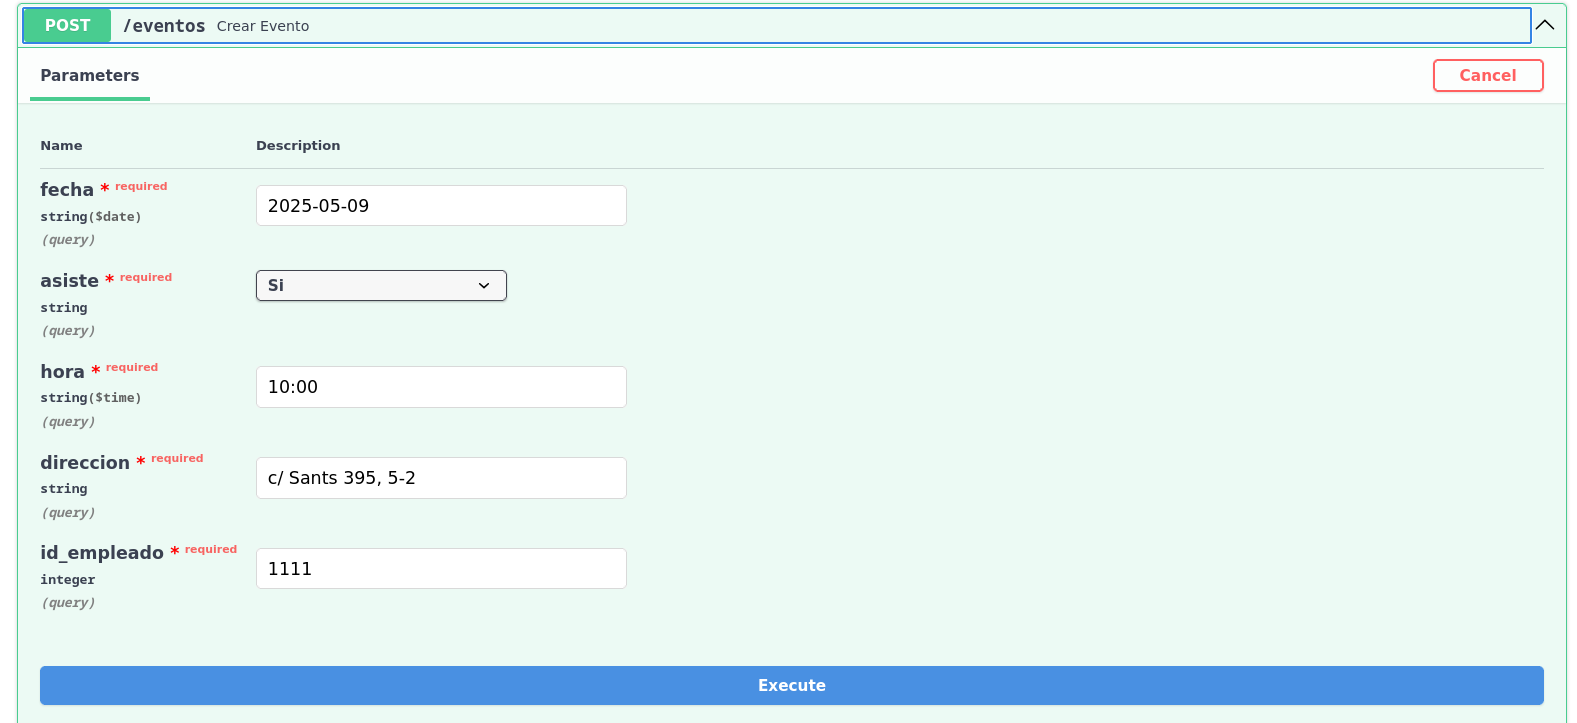 POST /eventos Crear Evento
Parameters Cancel
Name Description
fecha * required
string($date)
(query)
2025-05-09
asiste * required
string
(query)
Si
hora * required
string($time)
(query)
10:00
direccion * required
string
(query)
c/ Sants 395, 5-2
id_empleado * required
integer
(query)
1111
Execute